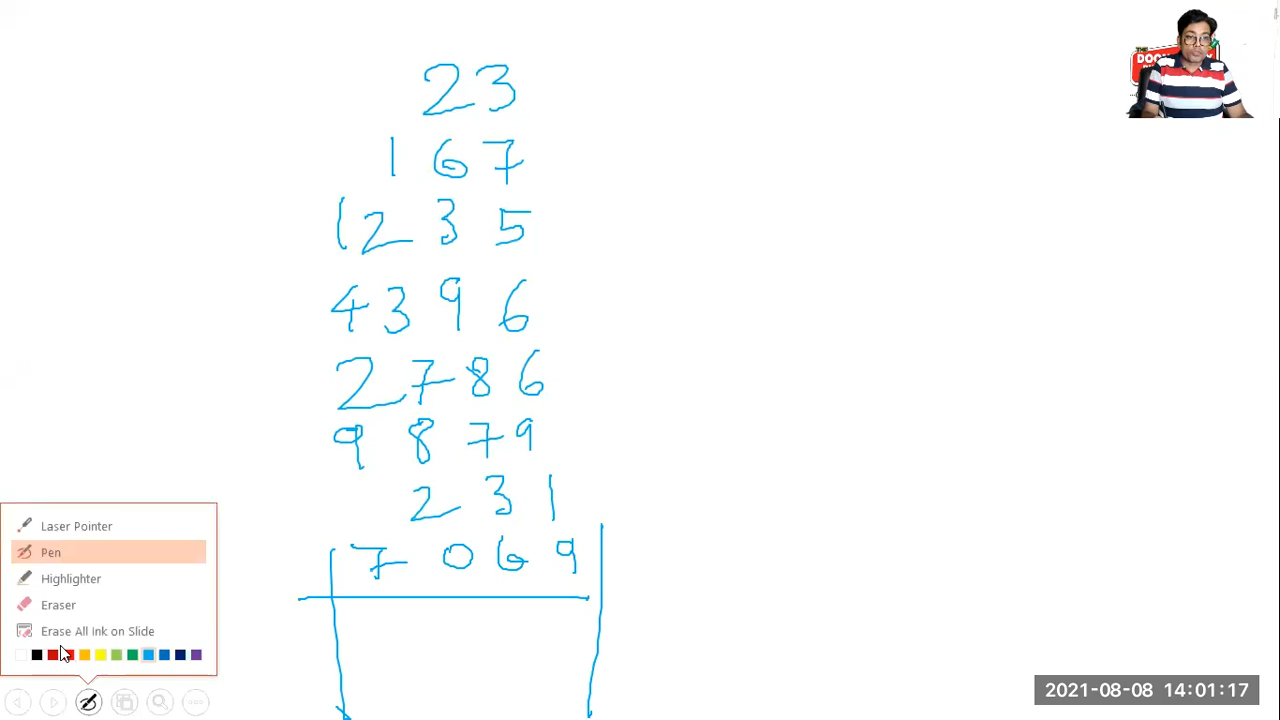 23
167
1235
4396
2786
9879
231
7069
THE
Laser Pointer
Pen
Highlighter
Eraser
Erase All Ink on Slide
2021-08-08 14:01:17